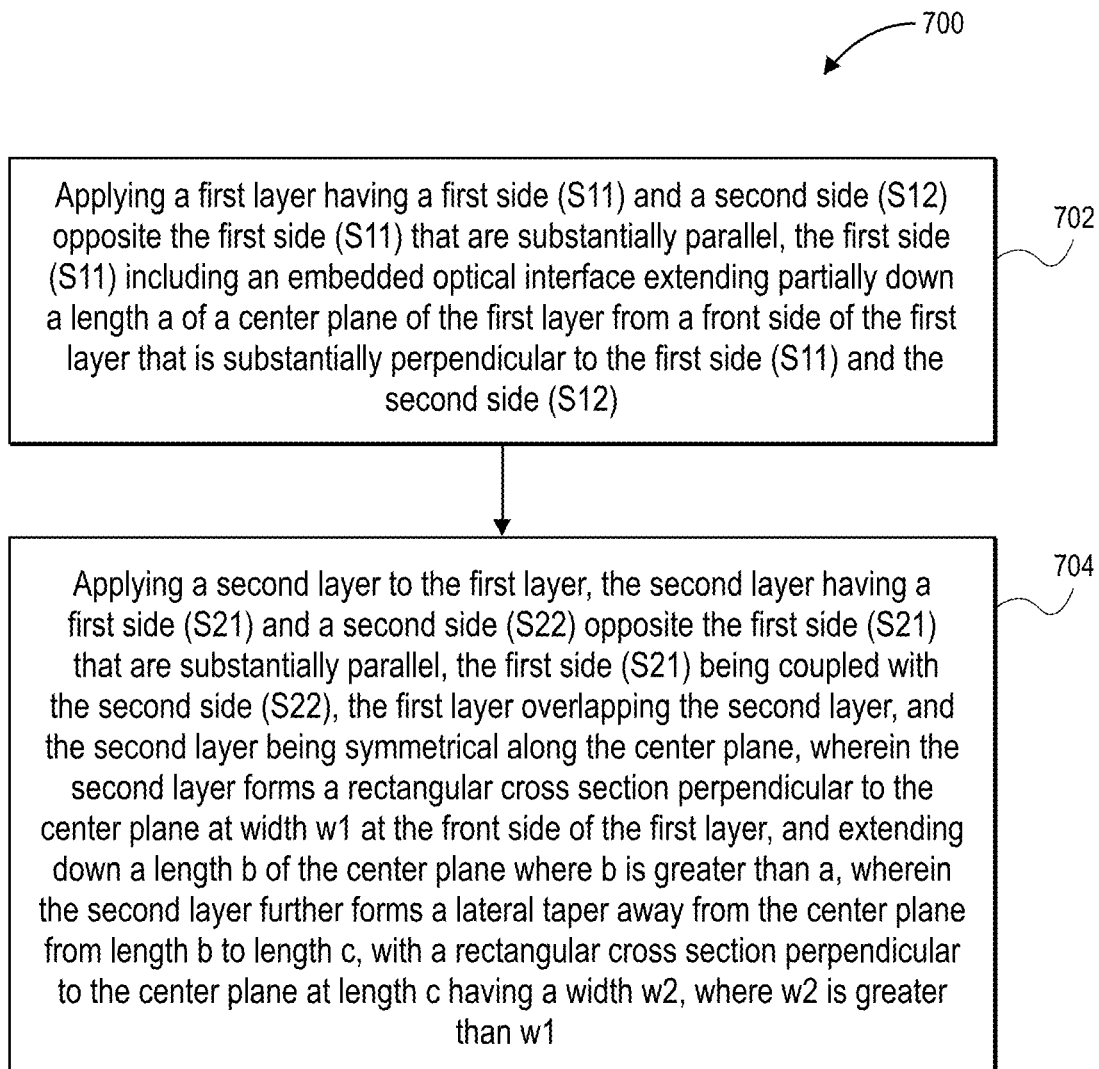 700
Applying a first layer having a first side (S11) and a second side (S12)
opposite the first side (S11) that are substantially parallel, the first side
(S11) including an embedded optical interface extending partially down
a length a of a center plane of the first layer from a front side of the first
layer that is substantially perpendicular to the first side (S11) and the
second side (S12)
702
Applying a second layer to the first layer, the second layer having a
first side (S21) and a second side (S22) opposite the first side (S21)
that are substantially parallel, the first side (S21) being coupled with
the second side (S22), the first layer overlapping the second layer, and
the second layer being symmetrical along the center plane, wherein the
second layer forms a rectangular cross section perpendicular to the
center plane at width w1 at the front side of the first layer, and extending
down a length b of the center plane where b is greater than a, wherein
the second layer further forms a lateral taper away from the center plane
from length b to length c, with a rectangular cross section perpendicular
to the center plane at length c having a width w2, where w2 is greater
than w1
704